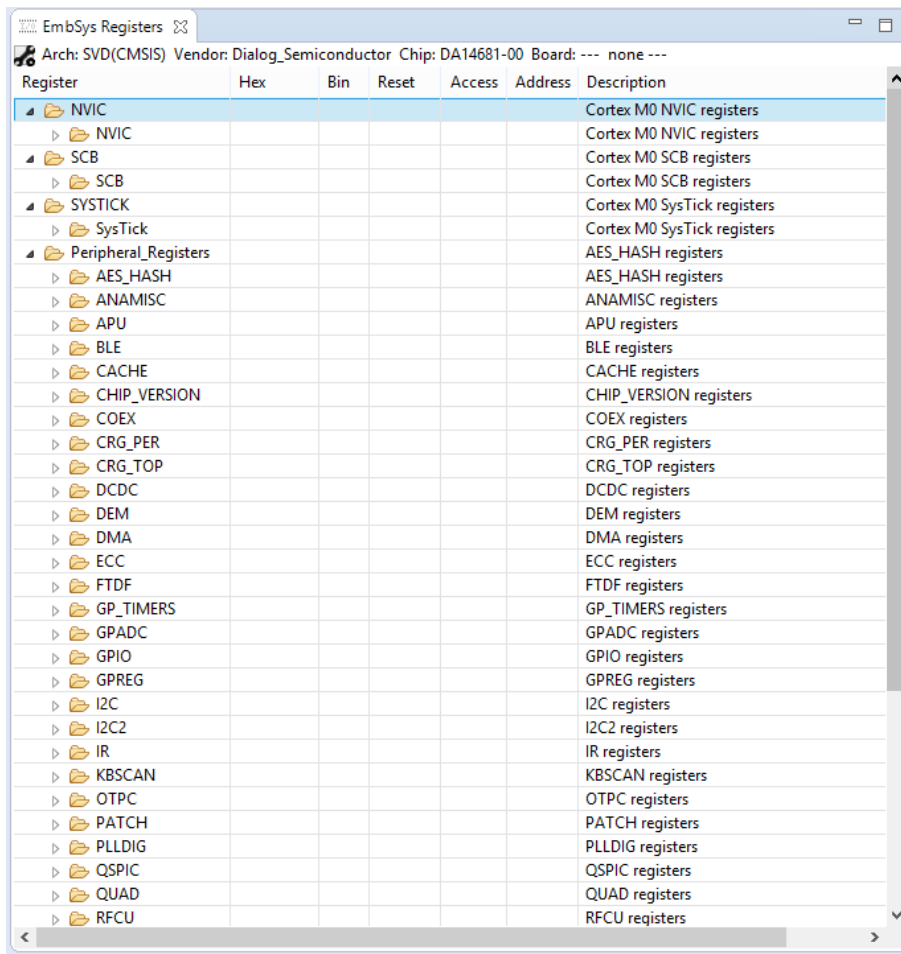 EmbSys Registers
Arch: SVD(CMSIS) Vendor: Dialog_Semiconductor Chip: DA14681-00 Board: --- none ---
Register Hex Bin Reset Access Address Description
NVIC Cortex M0 NVIC registers
NVIC Cortex M0 NVIC registers
SCB Cortex M0 SCB registers
SCB Cortex M0 SCB registers
SYSTICK Cortex M0 SysTick registers
SysTick Cortex M0 SysTick registers
Peripheral_Registers AES_HASH registers
AES_HASH AES_HASH registers
ANAMISC ANAMISC registers
APU APU registers
BLE BLE registers
CACHE CACHE registers
CHIP_VERSION CHIP_VERSION registers
COEX COEX registers
CRG_PER CRG_PER registers
CRG_TOP CRG_TOP registers
DCDC DCDC registers
DEM DEM registers
DMA DMA registers
ECC ECC registers
FTDF FTDF registers
GP_TIMERS GP_TIMERS registers
GPADC GPADC registers
GPIO GPIO registers
GPREG GPREG registers
I2C I2C registers
I2C2 I2C2 registers
IR IR registers
KBSCAN KBSCAN registers
OTPC OTPC registers
PATCH PATCH registers
PLLDIG PLLDIG registers
QSPIC QSPIC registers
QUAD QUAD registers
RFCU RFCU registers